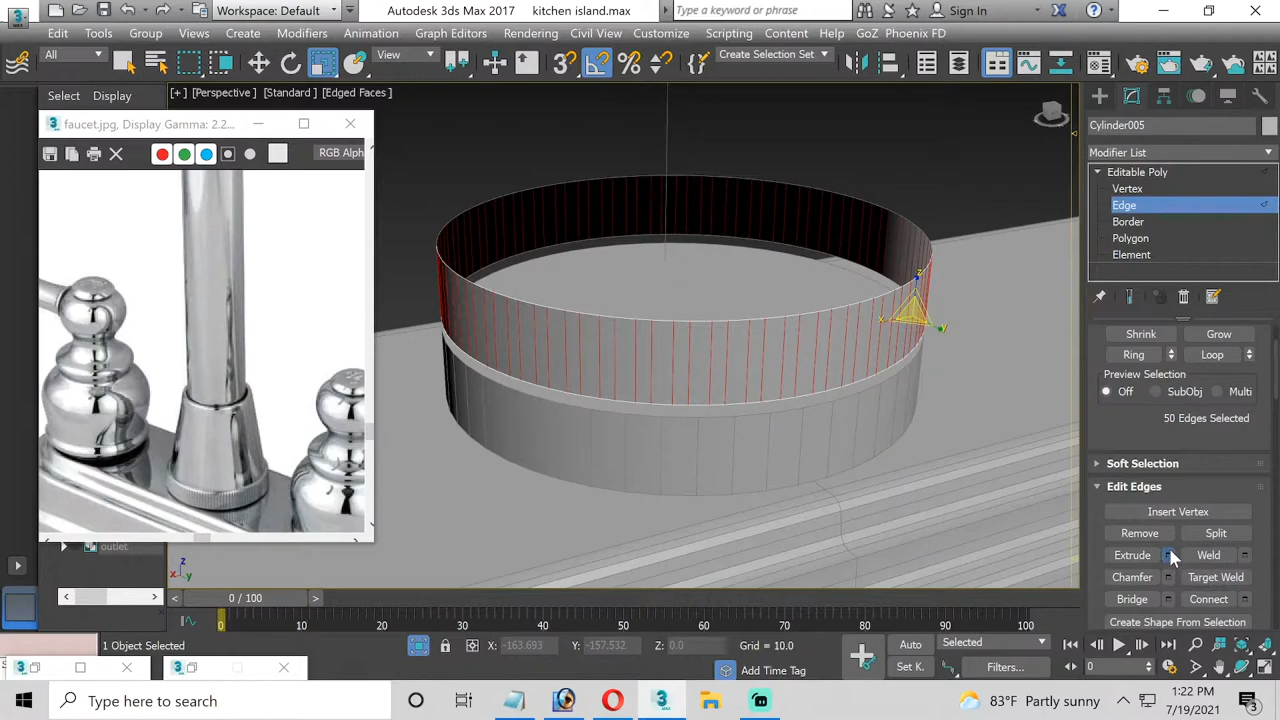 Workspace: Default
Autodesk 3ds Max 2017
kitchen island.max
Type a keyword or phrase
Sign In
Edit
Tools
Group
Views
Create
Modifiers
Animation
Graph Editors
Rendering
Civil View
Customize
Scripting
Content
Help
GoZ
Phoenix FD
All
View
Create Selection Set
Select
Display
[+] [Perspective] [Standard] [Edged Faces]
faucet.jpg, Display Gamma: 2.2...
RGB Alph
Cylinder005
Modifier List
Editable Poly
Vertex
Edge
Border
Polygon
Element
Shrink
Grow
Ring
Loop
Preview Selection
Off
SubObj
Multi
50 Edges Selected
Soft Selection
Edit Edges
Insert Vertex
Remove
Split
Extrude
Weld
Chamfer
Target Weld
Bridge
Connect
Create Shape From Selection
outlet
z
x
y
z
x
y
0 / 100
0
10
20
30
40
50
60
70
80
90
100
1 Object Selected
X: -163.693
Y: -157.532
Z: 0.0
Grid = 10.0
Add Time Tag
Auto
Selected
Set K.
Filters...
0
Type here to search
83°F Partly sunny
1:22 PM
7/19/2021
3